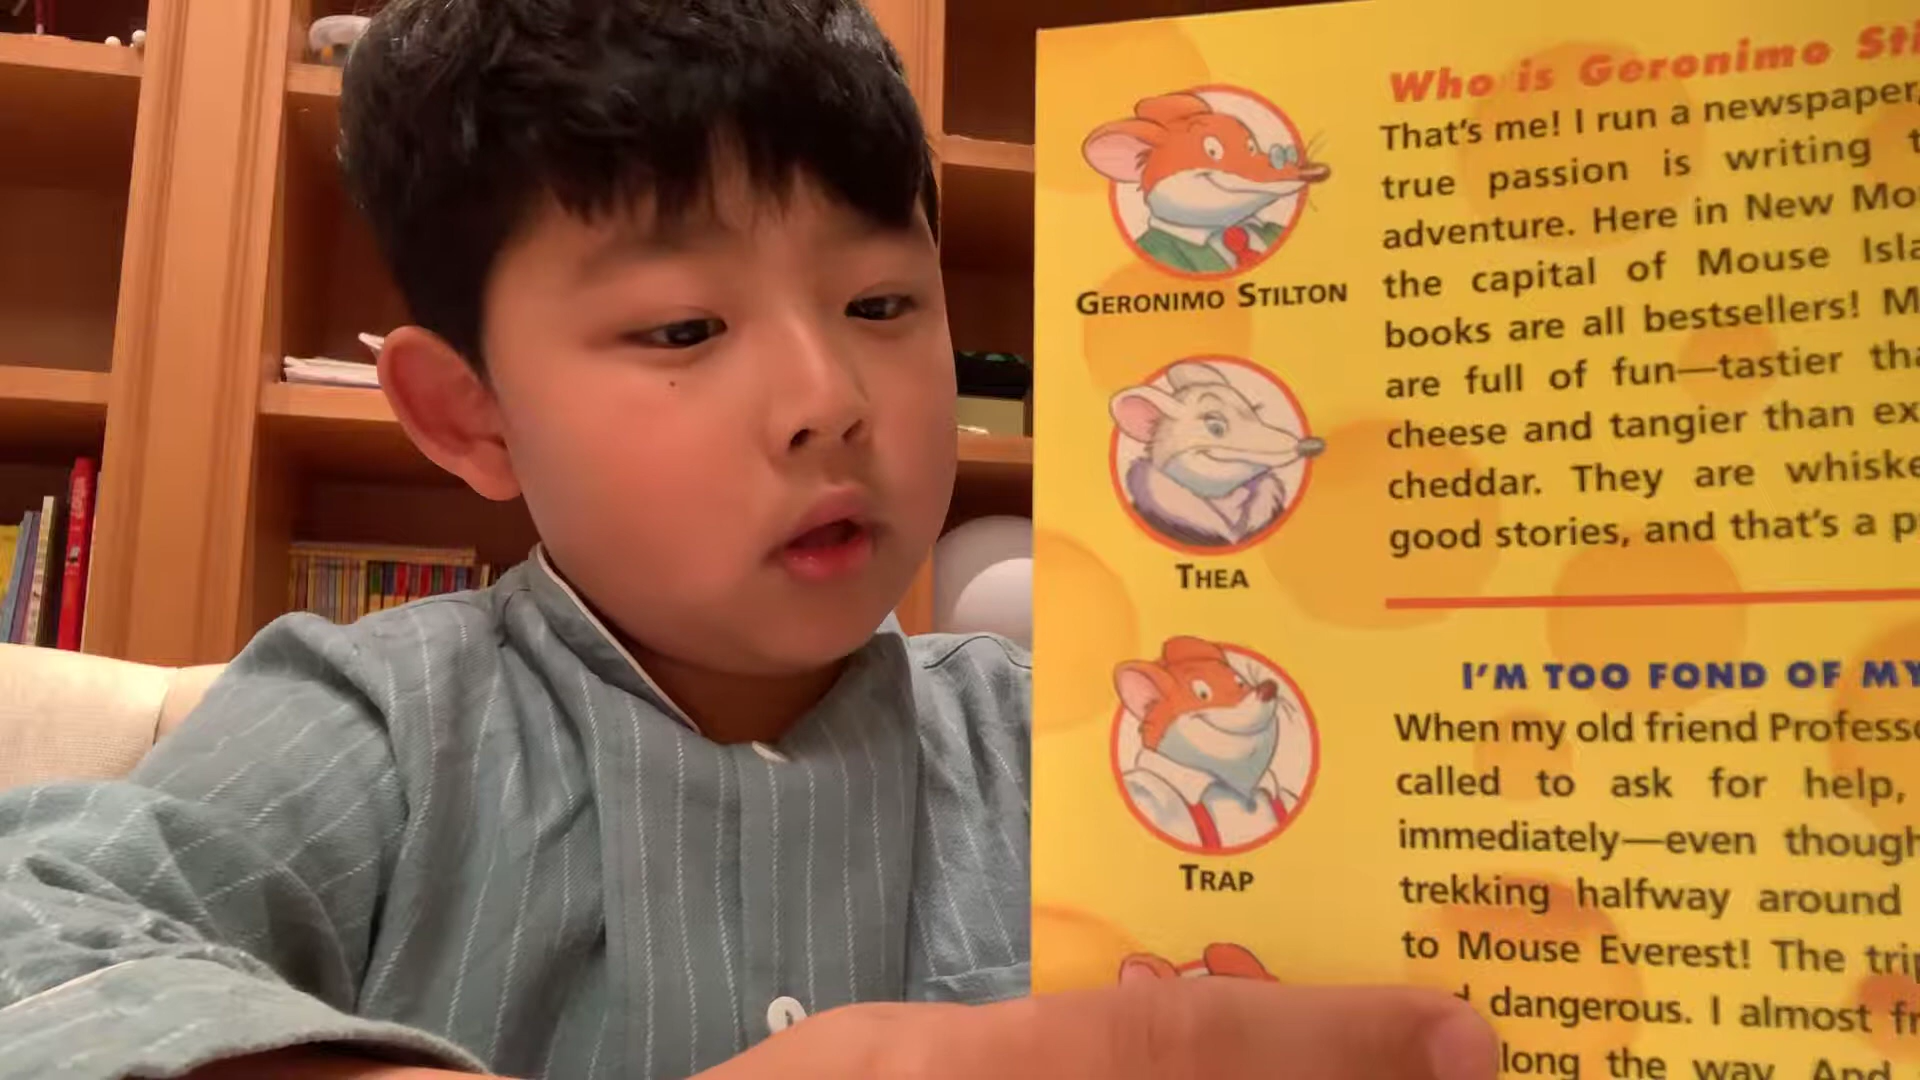 Who is Geronimo
That's me! I run a newspaper,
true passion is writing
adventure. Here in New
the capital of Mouse
books are all bestsellers!
are full of fun—tastier
cheese and tangier than
cheddar. They are
good stories, and that's a
GERONIMO STILTON
THEA
TRAP
I'M TOO FOND OF MY
When my old friend
called to ask for help,
immediately—even
trekking halfway around
to Mouse Everest! The
dangerous. I almost
the way. And